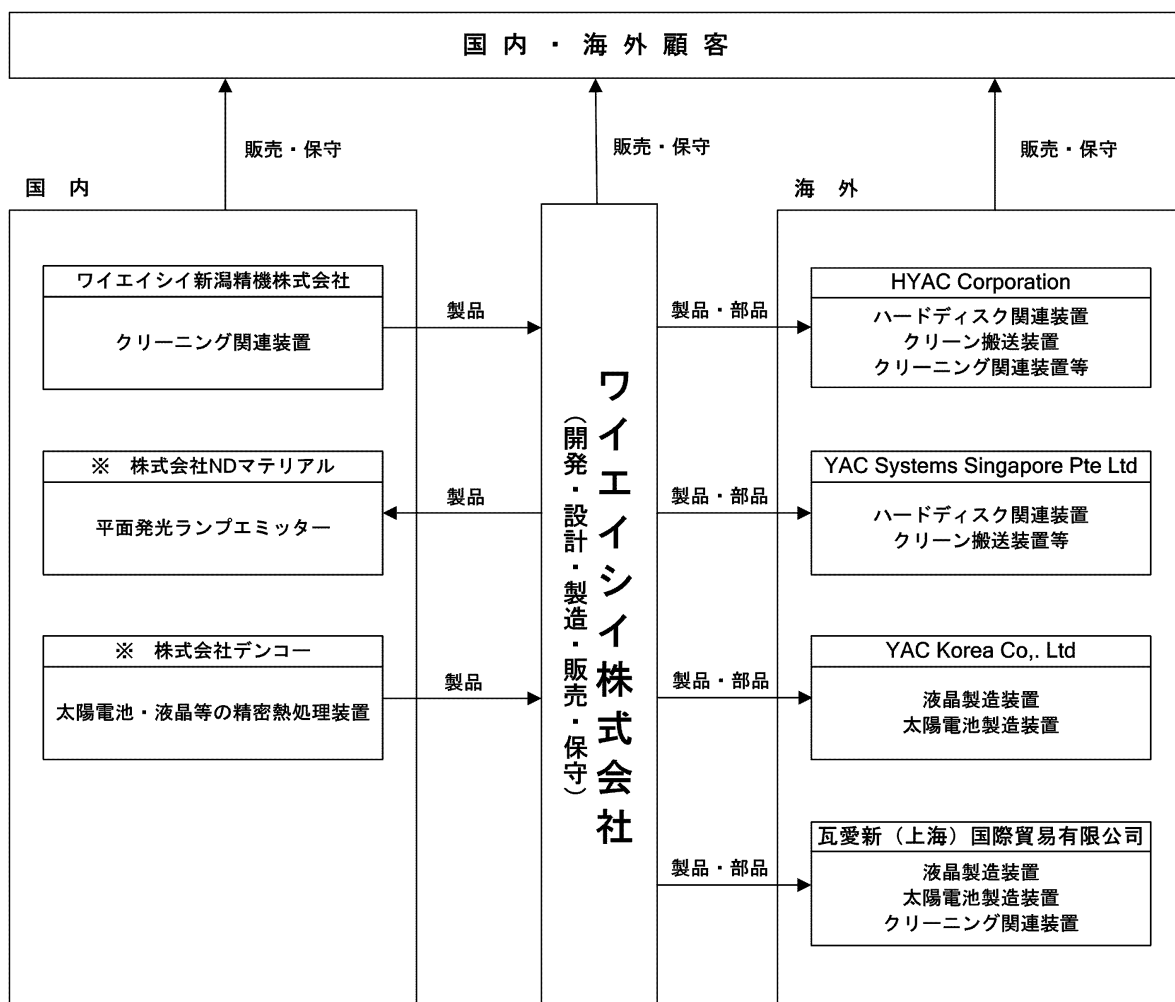 国内・海外顧客
販売・保守
販売・保守
販売・保守
国内
海外
ワイエイシイ新潟精機株式会社
クリーニング関連装置
製品
※ 株式会社NDマテリアル
平面発光ランプエミッター
製品
※ 株式会社デンコー
太陽電池・液晶等の精密熱処理装置
製品
ワイエイシイ株式会社
(開発・設計・製造・販売・保守)
製品・部品
HYAC Corporation
ハードディスク関連装置
クリーン搬送装置
クリーニング関連装置等
製品・部品
YAC Systems Singapore Pte Ltd
ハードディスク関連装置
クリーン搬送装置等
製品・部品
YAC Korea Co,. Ltd
液晶製造装置
太陽電池製造装置
製品・部品
瓦愛新（上海）国際貿易有限公司
液晶製造装置
太陽電池製造装置
クリーニング関連装置